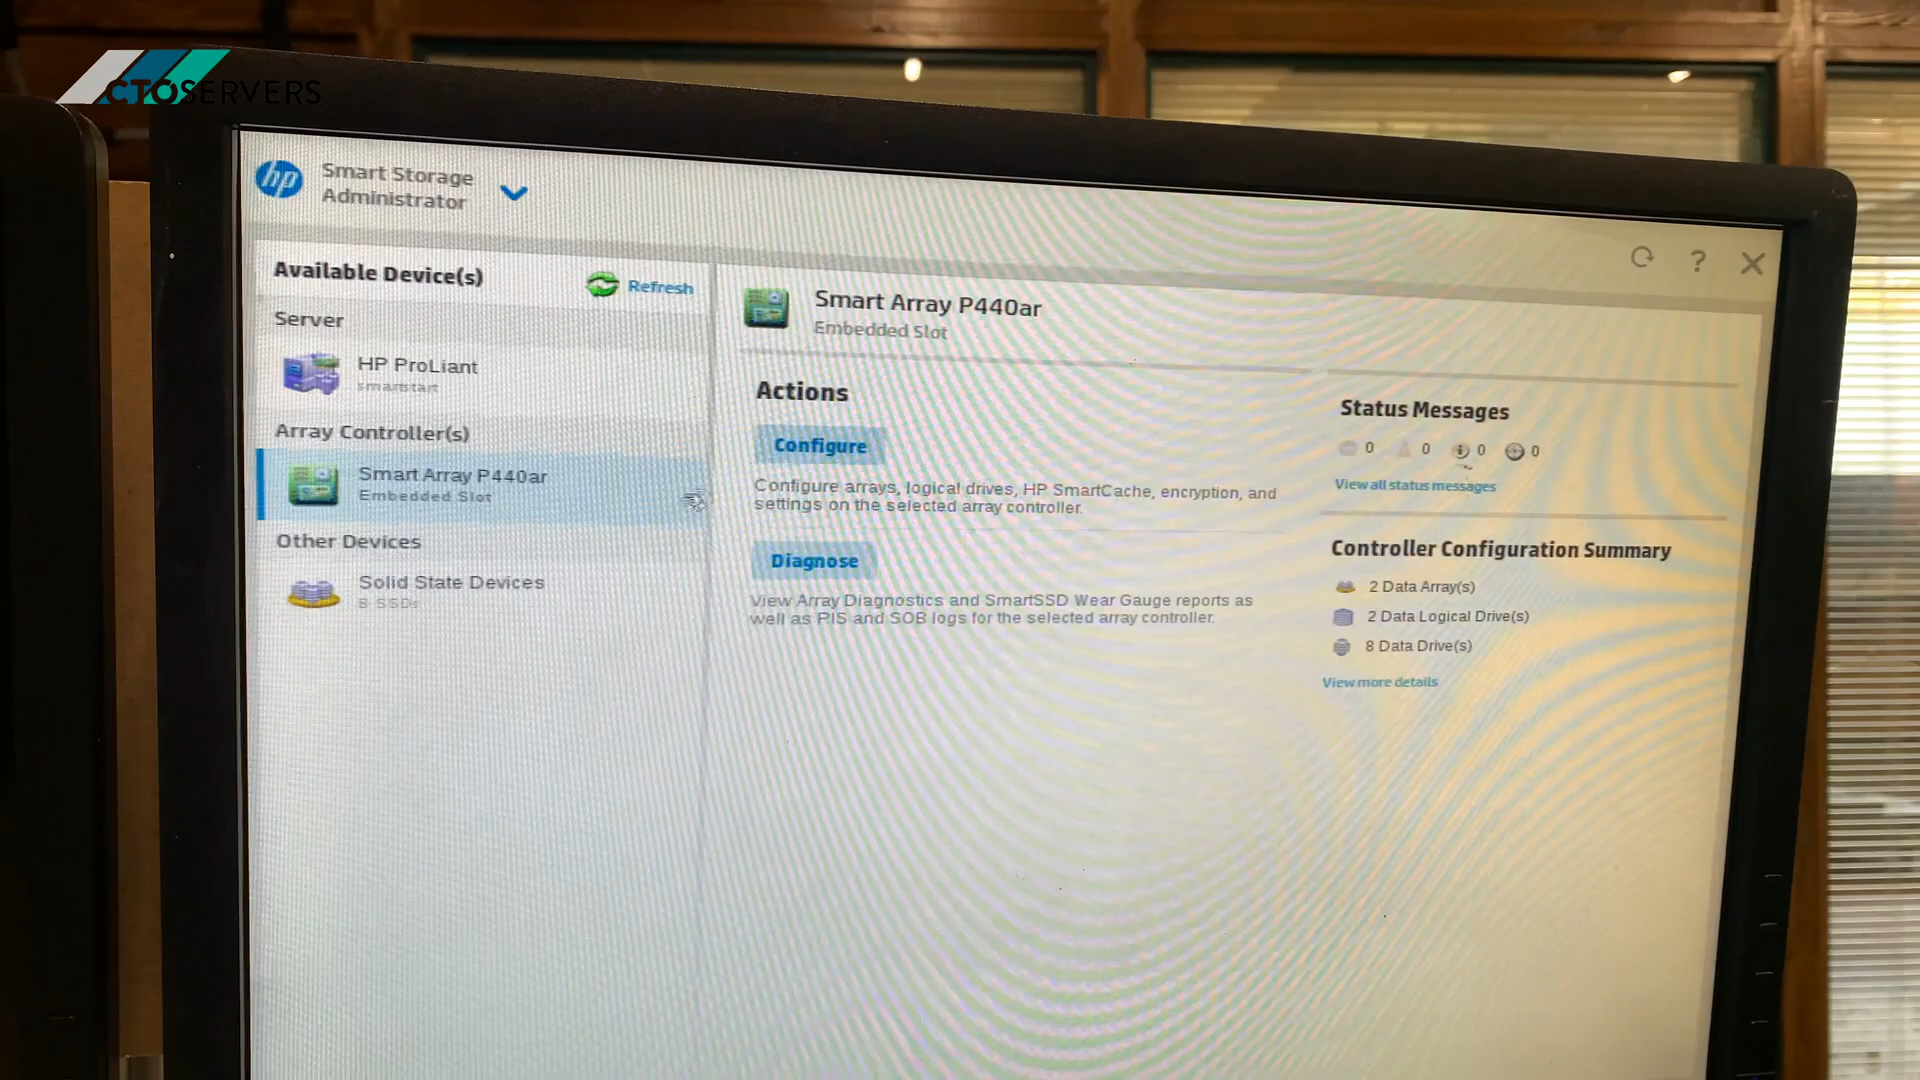 CTOSERVERS
hp
Smart Storage
Administrator
?
Available Device(s)
Refresh
Server
HP ProLiant
smartstart
Array Controller(s)
Smart Array P440ar
Embedded Slot
Other Devices
Solid State Devices
8 SSDs
Smart Array P440ar
Embedded Slot
Actions
Configure
Configure arrays, logical drives, HP SmartCache, encryption, and
settings on the selected array controller.
Diagnose
View Array Diagnostics and SmartSSD Wear Gauge reports as
well as PIS and SOB logs for the selected array controller.
Status Messages
0 0 0 0
View all status messages
Controller Configuration Summary
2 Data Array(s)
2 Data Logical Drive(s)
8 Data Drive(s)
View more details